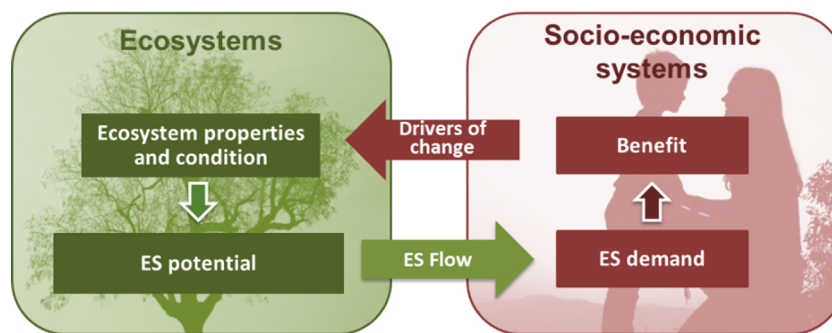 Ecosystems
Ecosystem properties
and condition
ES potential
Drivers of
change
ES Flow
Socio-economic
systems
Benefit
ES demand